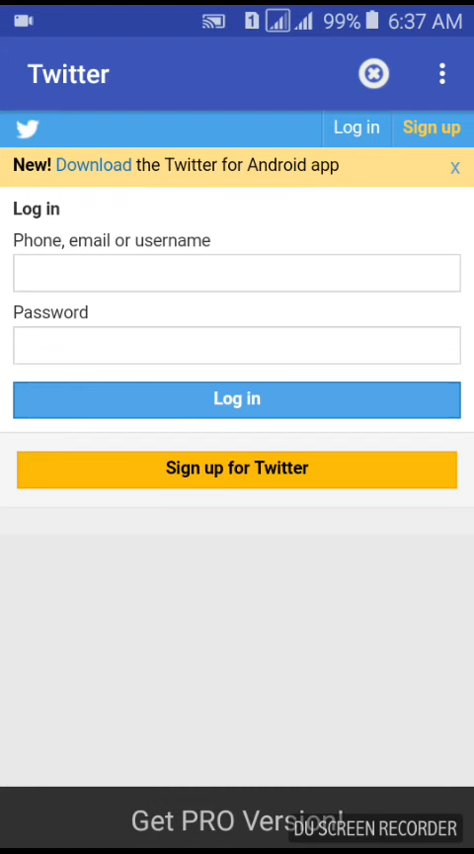 1 99% 6:37 AM
Twitter
Log in Sign up
New! Download the Twitter for Android app x
Log in
Phone, email or username
Password
Log in
Sign up for Twitter
Get PRO Version!
DU SCREEN RECORDER